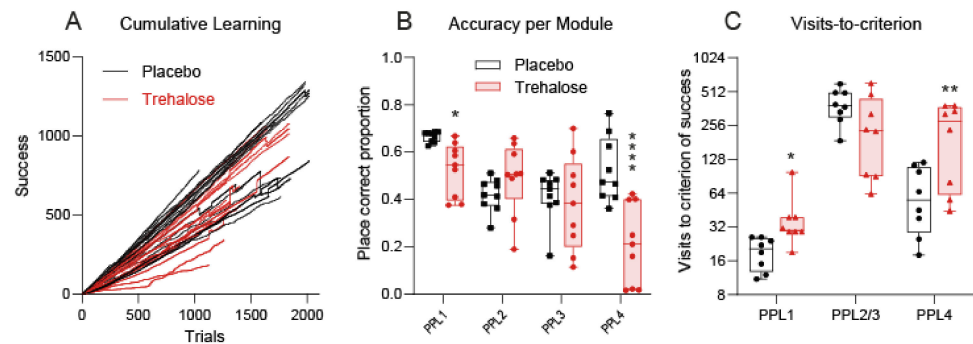 A Cumulative Learning
1500
1000
500
0
Success
Placebo
Trehalose
0 500 1000 1500 2000
Trials
B Accuracy per Module
1.0
0.8
0.6
0.4
0.2
0.0
Place correct proportion
Placebo
Trehalose
*
****
PPL1 PPL2 PPL3 PPL4
C Visits-to-criterion
1024
512
256
128
64
32
16
8
Visits to criterion of success
*
**
PPL1 PPL2/3 PPL4